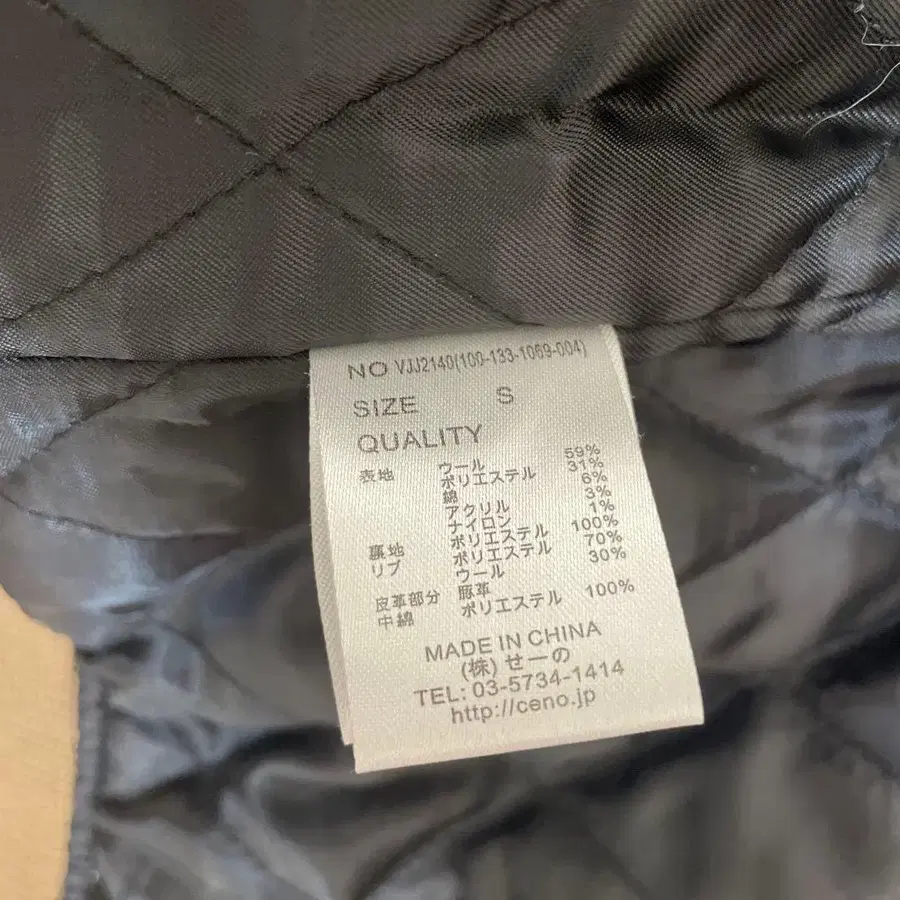 NO VJJ2140(100-133-1069-004)
SIZE S
QUALITY
表地 ウール 59%
ポリエステル 31%
綿 6%
アクリル 3%
ナイロン 1%
裏地 ポリエステル 100%
リブ ポリエステル 70%
ウール 30%
皮革部分 豚革
中綿 ポリエステル 100%
MADE IN CHINA
(株)せーの
TEL: 03-5734-1414
http://ceno.jp